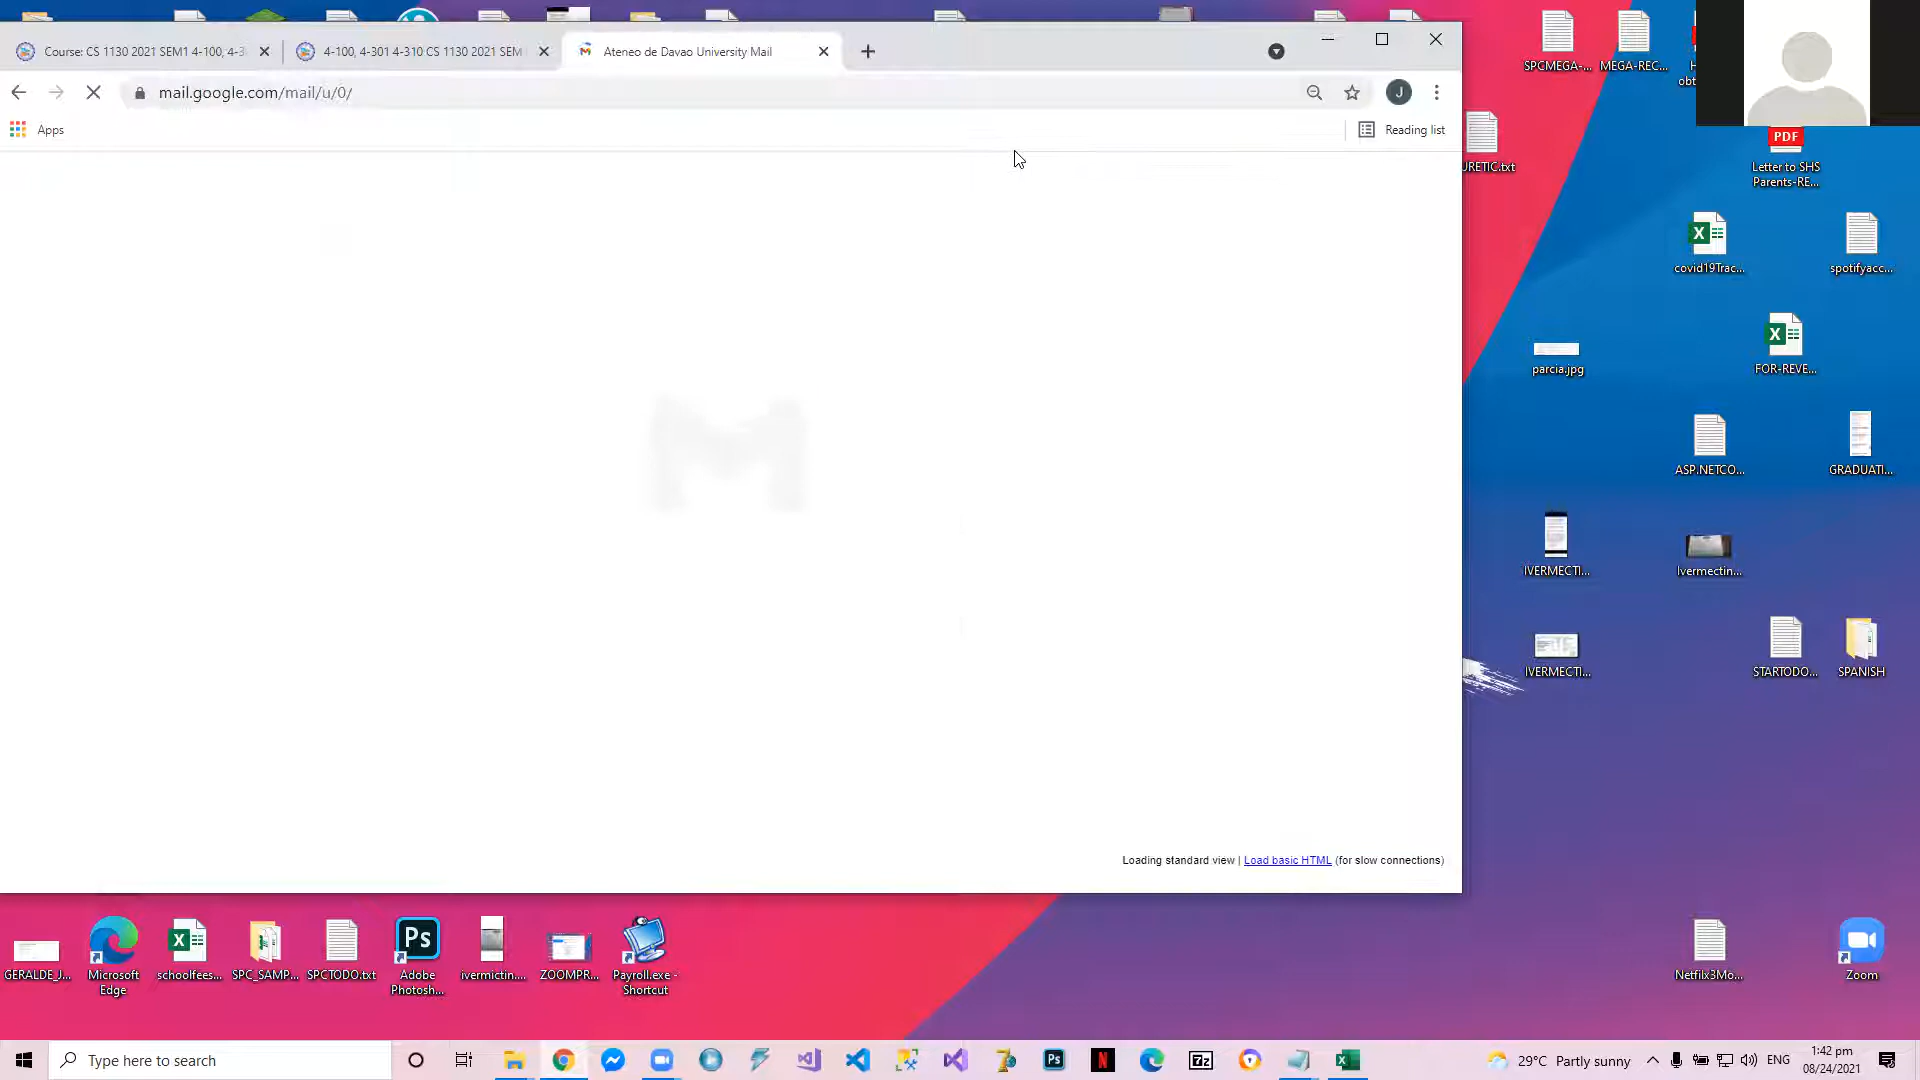 Course: CS 1130 2021 SEM1 4-100, 4-3
4-100, 4-301 4-310 CS 1130 2021 SEM
Ateneo de Davao University Mail
mail.google.com/mail/u/0/
J
Apps
Reading list
Loading standard view | Load basic HTML (for slow connections)
SPCMEGA-...
MEGA-REC...
URETIC.txt
PDF
Letter to SHS
Parents-RE...
covid19Trac...
spotifyacc...
parcia.jpg
FOR-REVE...
ASP.NETCO...
GRADUATI...
IVERMECTI...
Ivermectin...
IVERMECTI...
STARTODO...
SPANISH
GERALDE_J...
Microsoft
Edge
schoolfees...
SPC_SAMP...
SPCTODO.txt
Ps
Adobe
Photosh...
ivermictin....
ZOOMPR...
Payroll.exe -
Shortcut
Netfilx3Mo...
Zoom
Type here to search
29°C Partly sunny
ENG
1:42 pm
08/24/2021